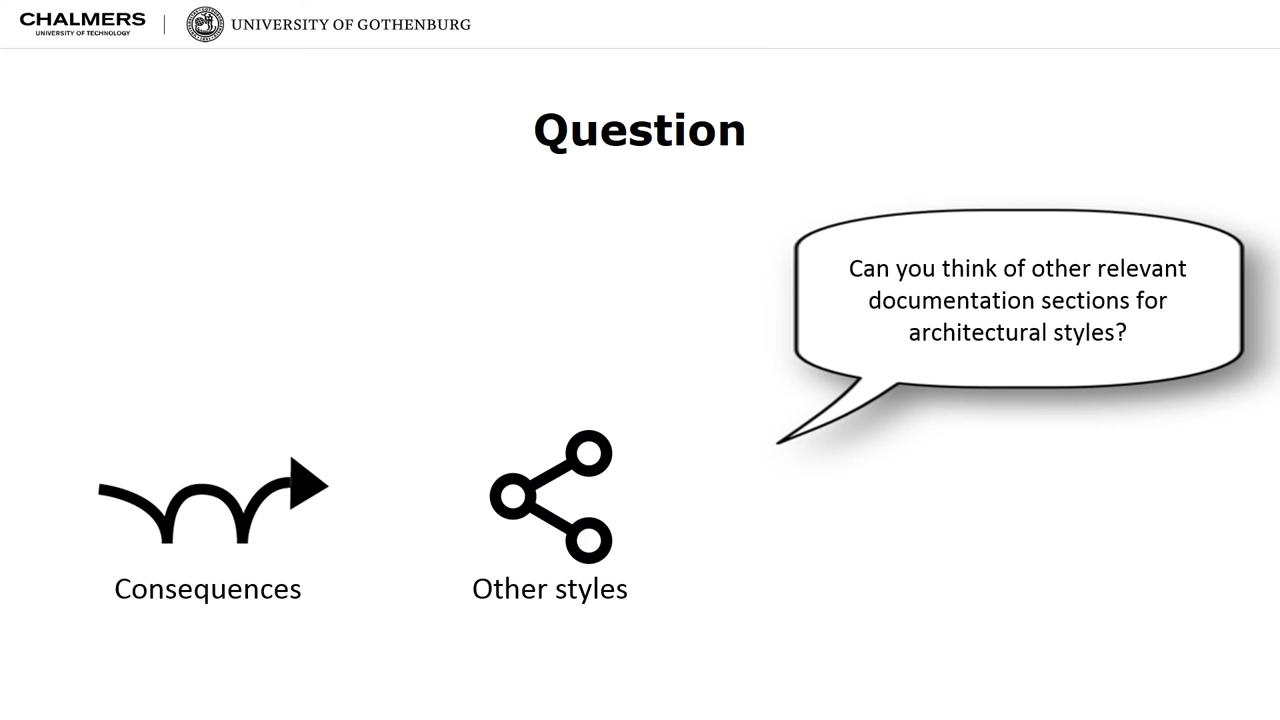 CHALMERS
UNIVERSITY OF TECHNOLOGY
UNIVERSITY OF GOTHENBURG
Question
Can you think of other relevant
documentation sections for
architectural styles?
Consequences
Other styles